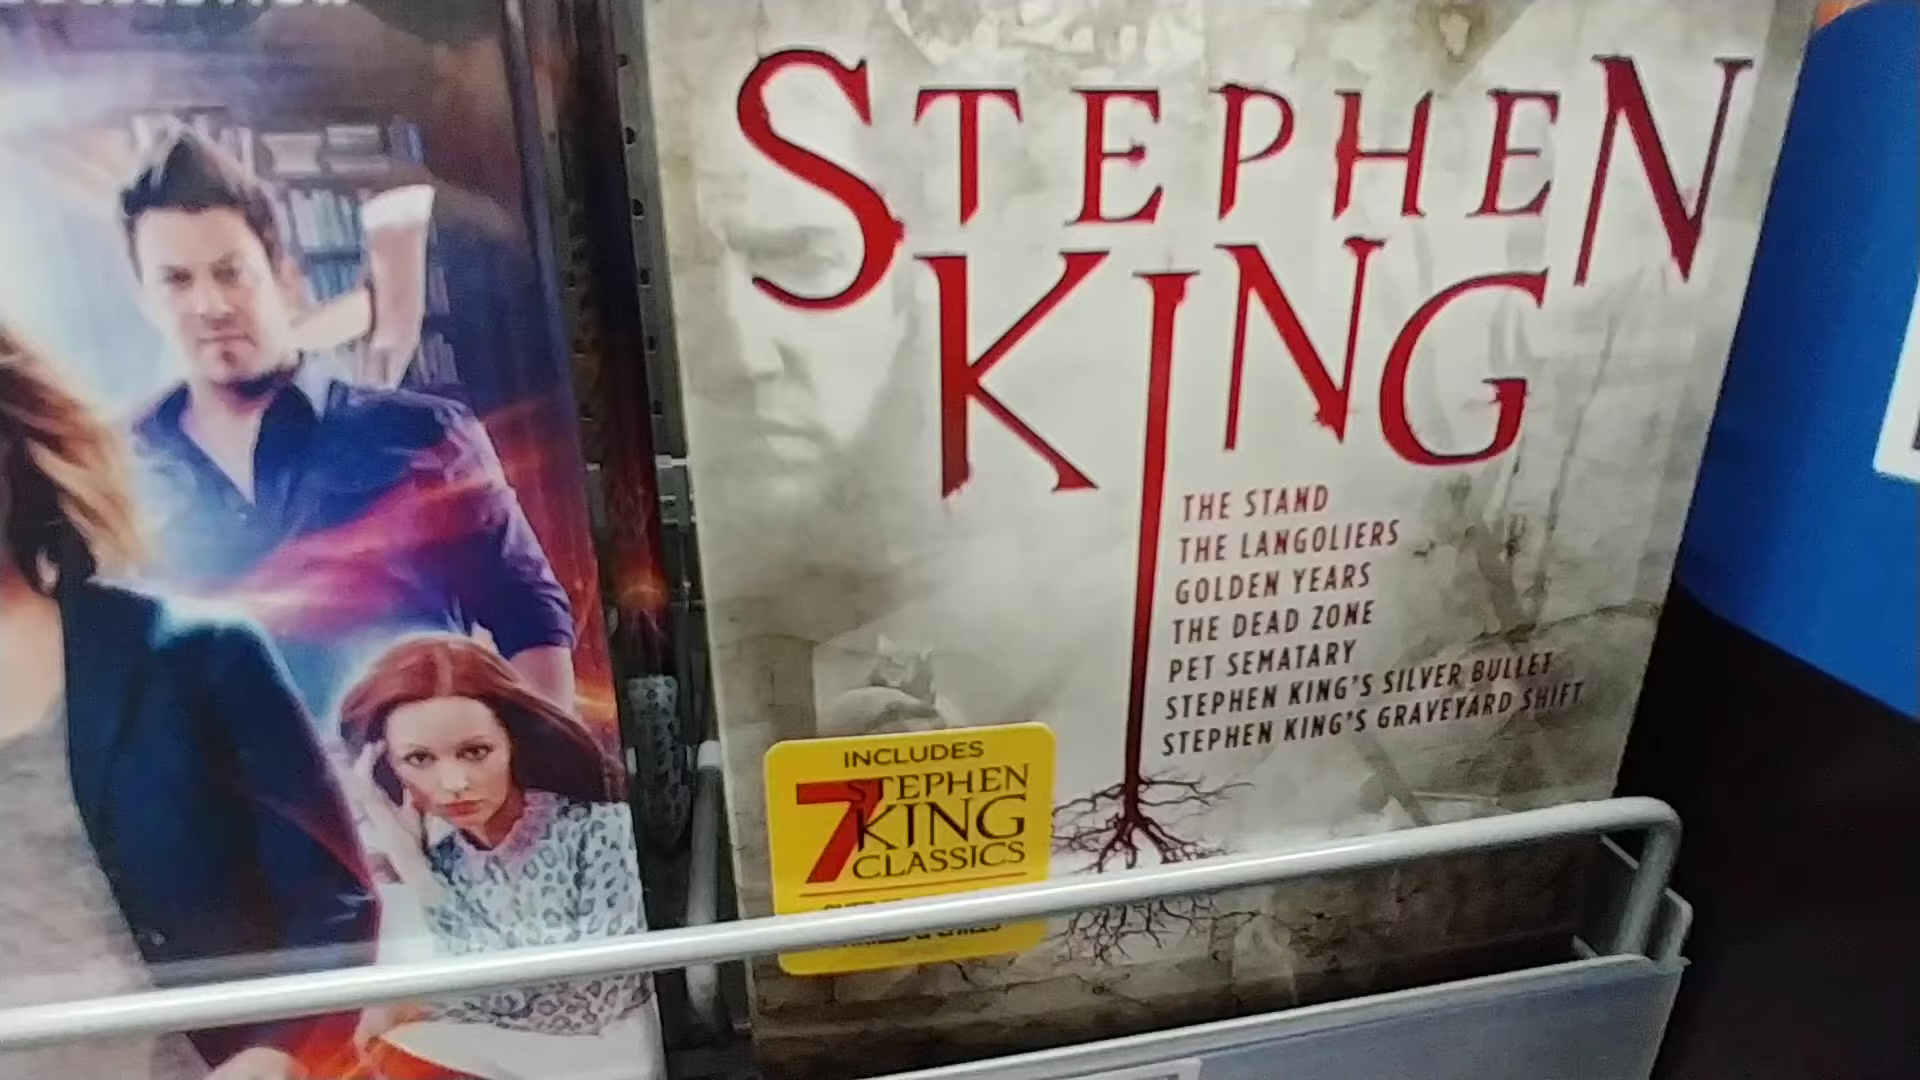 STEPHEN
KING
THE STAND
THE LANGOLIERS
GOLDEN YEARS
THE DEAD ZONE
PET SEMATARY
STEPHEN KING'S SILVER BULLET
STEPHEN KING'S GRAVEYARD SHIFT
INCLUDES
7 STEPHEN
KING
CLASSICS